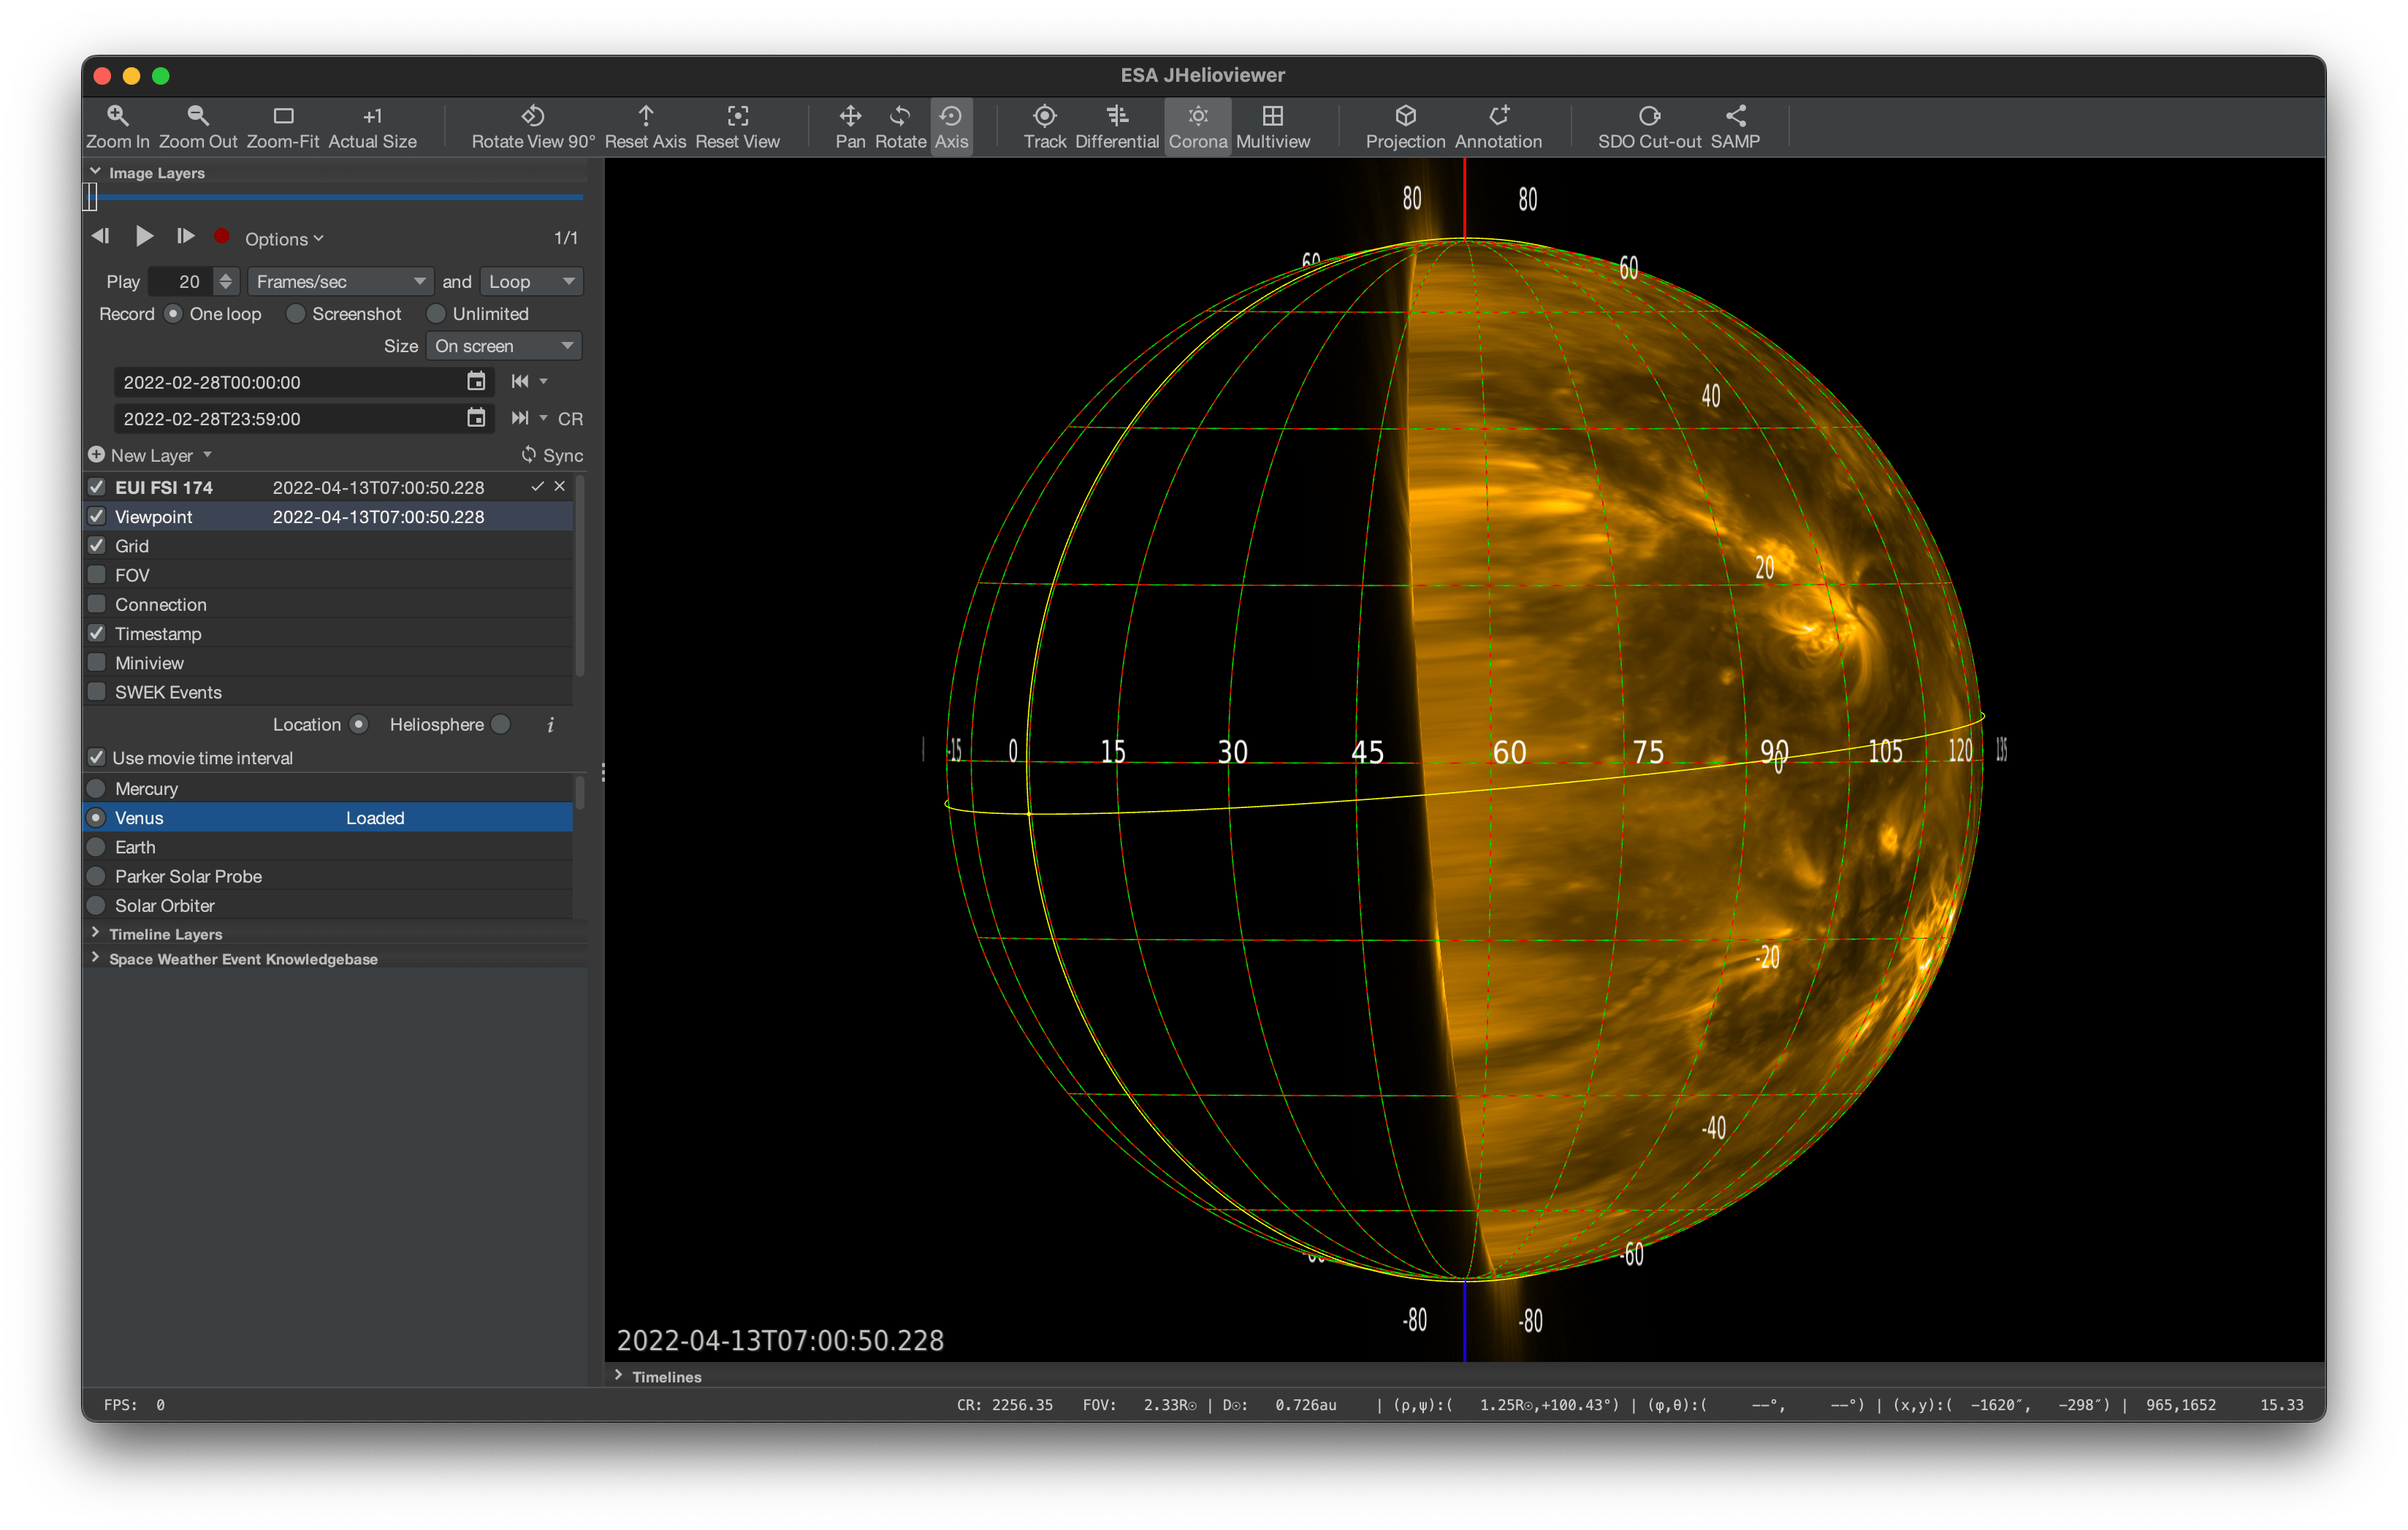 ESA JHelioviewer
Zoom In Zoom Out Zoom-Fit Actual Size Rotate View 90° Reset Axis Reset View Pan Rotate Axis Track Differential Corona Multiview Projection Annotation SDO Cut-out SAMP
+1
Image Layers
Options 1/1
Play 20 Frames/sec and Loop
Record One loop Screenshot Unlimited
Size On screen
2022-02-28T00:00:00
2022-02-28T23:59:00 CR
New Layer Sync
EUI FSI 174 2022-04-13T07:00:50.228
Viewpoint 2022-04-13T07:00:50.228
Grid
FOV
Connection
Timestamp
Miniview
SWEK Events
Location Heliosphere i
Use movie time interval
Mercury
Venus Loaded
Earth
Parker Solar Probe
Solar Orbiter
Timeline Layers
Space Weather Event Knowledgebase
80 80
60 60
40
20
-15 0 15 30 45 60 75 90 105 120 135
0
-20
-40
-60
-80 -80
2022-04-13T07:00:50.228
Timelines
FPS: 0 CR: 2256.35 FOV: 2.33R☉ | D☉: 0.726au | (ρ,ψ):( 1.25R☉,+100.43°) | (φ,θ):( −−°, −−°) | (x,y):( −1620″, −298″) | 965,1652 15.33